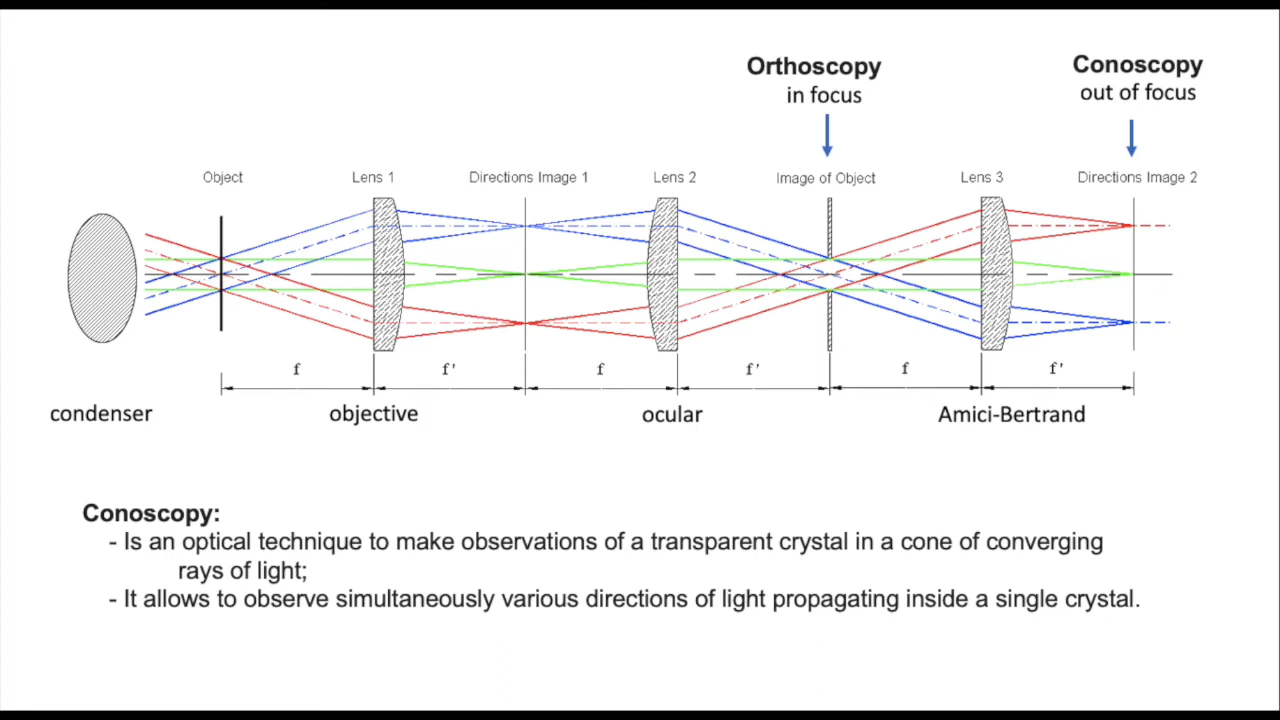 Orthoscopy
in focus
Conoscopy
out of focus
Object
Lens 1
Directions Image 1
Lens 2
Image of Object
Lens 3
Directions Image 2
f
f'
f
f'
f
f'
condenser
objective
ocular
Amici-Bertrand
Conoscopy:
- Is an optical technique to make observations of a transparent crystal in a cone of converging
rays of light;
- It allows to observe simultaneously various directions of light propagating inside a single crystal.